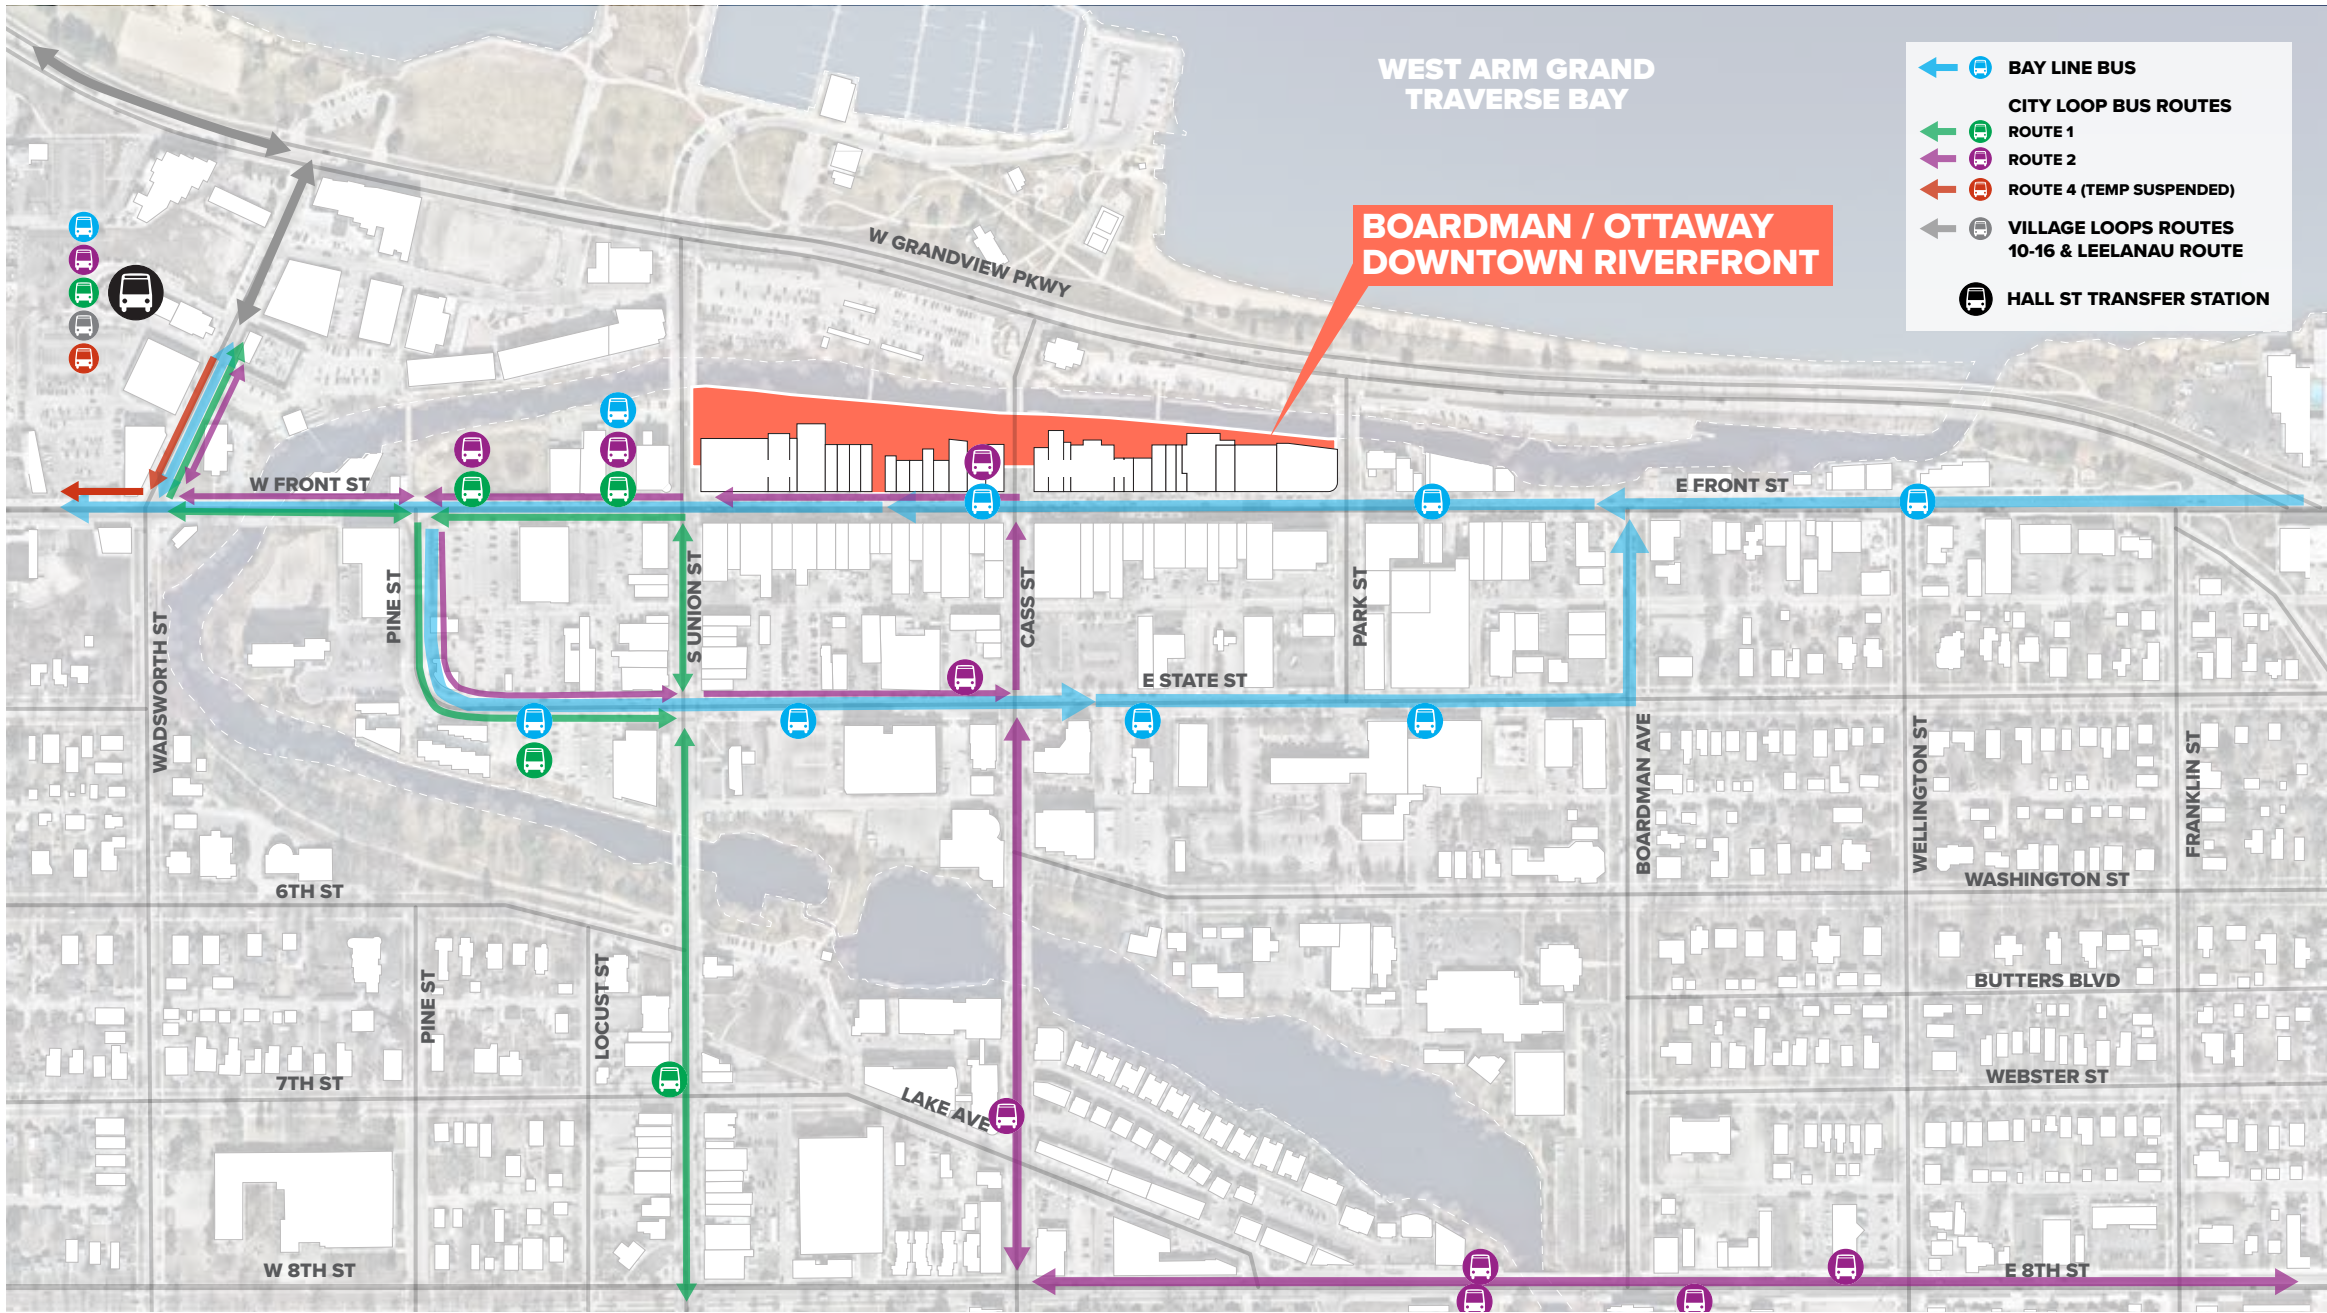 WEST ARM GRAND
TRAVERSE BAY
BAY LINE BUS
CITY LOOP BUS ROUTES
ROUTE 1
ROUTE 2
ROUTE 4 (TEMP SUSPENDED)
VILLAGE LOOPS ROUTES
10-16 & LEELANAU ROUTE
HALL ST TRANSFER STATION
BOARDMAN / OTTAWAY
DOWNTOWN RIVERFRONT
W GRANDVIEW PKWY
W FRONT ST
E FRONT ST
PINE ST
S UNION ST
CASS ST
PARK ST
WADSWORTH ST
E STATE ST
BOARDMAN AVE
WELLINGTON ST
FRANKLIN ST
6TH ST
WASHINGTON ST
PINE ST
LOCUST ST
BUTTERS BLVD
7TH ST
WEBSTER ST
LAKE AVE
W 8TH ST
E 8TH ST